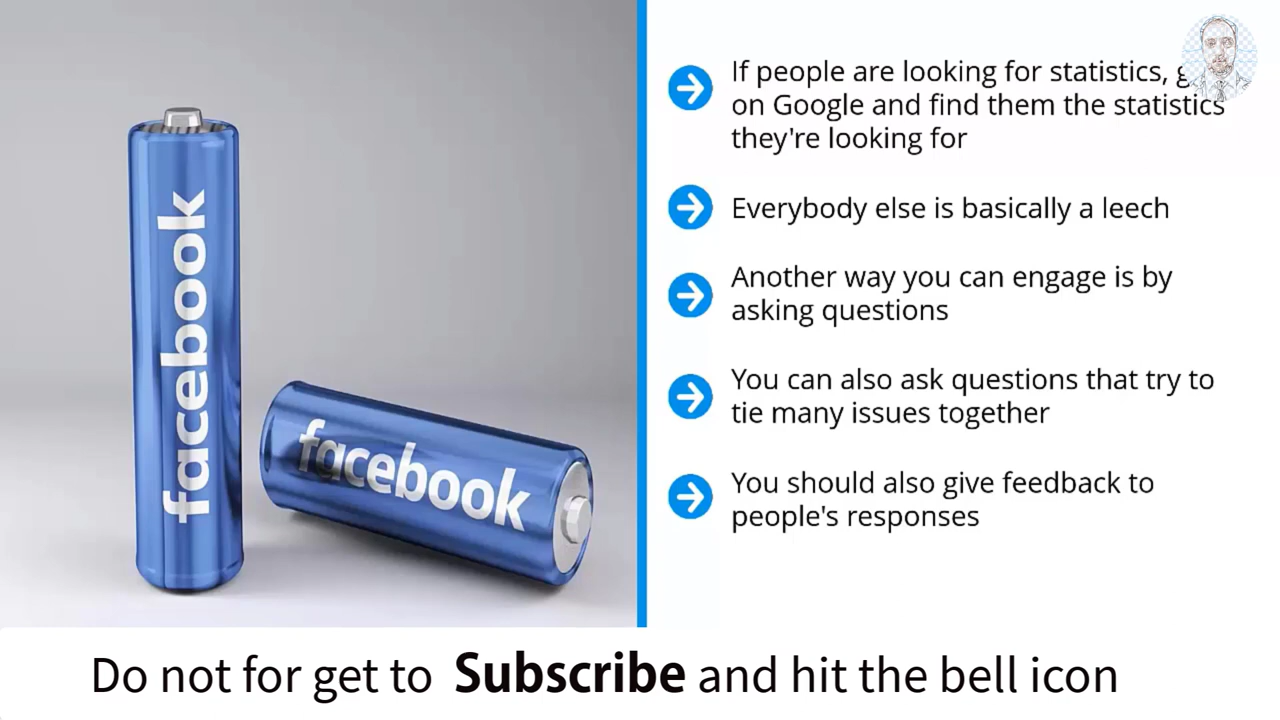 facebook
facebook
If people are looking for statistics,
on Google and find them the statistics
they're looking for
Everybody else is basically a leech
Another way you can engage is by
asking questions
You can also ask questions that try to
tie many issues together
You should also give feedback to
people's responses
Do not for get to Subscribe and hit the bell icon